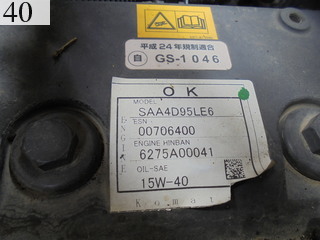 40
平成24年規制適合
自 GS-1046
OK
MODEL
SAA4D95LE6
ESN
00706400
ENGINE HINBAN
6275A00041
OIL-SAE
15W-40